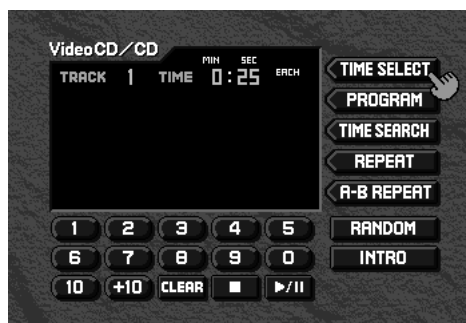 VideoCD/CD
MIN SEC
TRACK 1 TIME 0:25 EACH
TIME SELECT
PROGRAM
TIME SEARCH
REPEAT
A-B REPEAT
1 2 3 4 5 RANDOM
6 7 8 9 0 INTRO
10 +10 CLEAR ■ ►/II